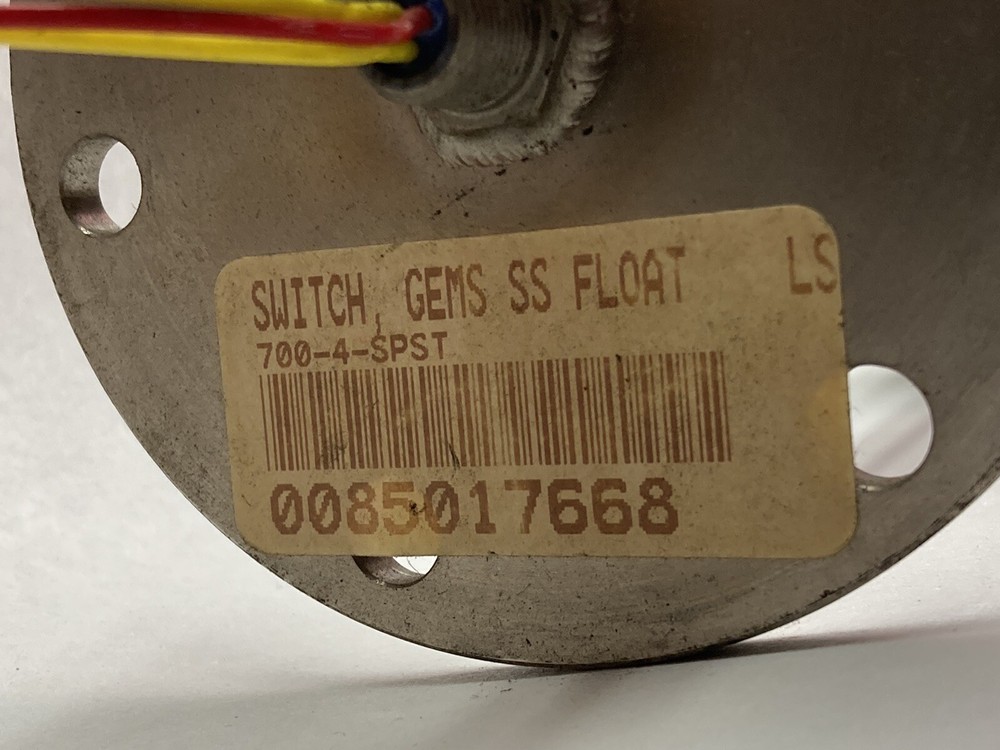 SWITCH, GEMS SS FLOAT LS
700-4-SPST
0085017668